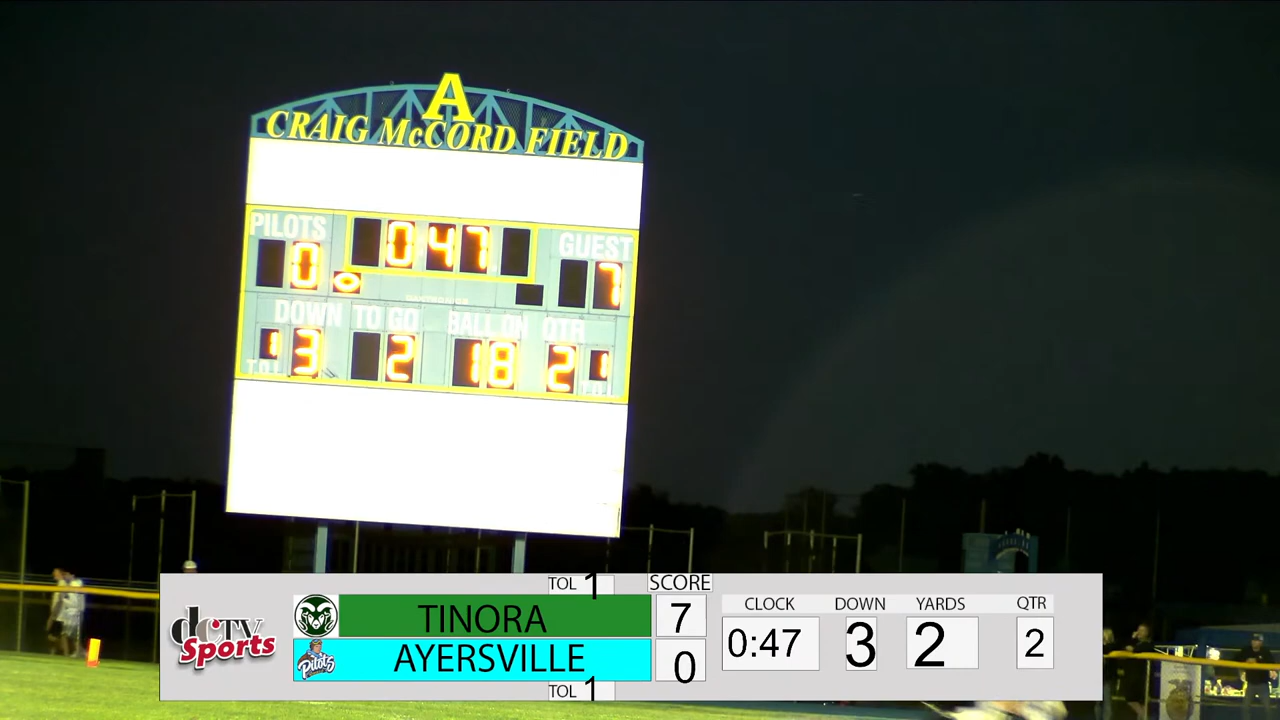 A
CRAIG McCORD FIELD
PILOTS 047 GUEST
0 7
DOWN TO GO BALL ON QTR
1 3 2 18 2 1
TOL 1 SCORE
TINORA 7
AYERSVILLE 0
TOL 1
CLOCK DOWN YARDS QTR
0:47 3 2 2
dctv
Sports
Pilots